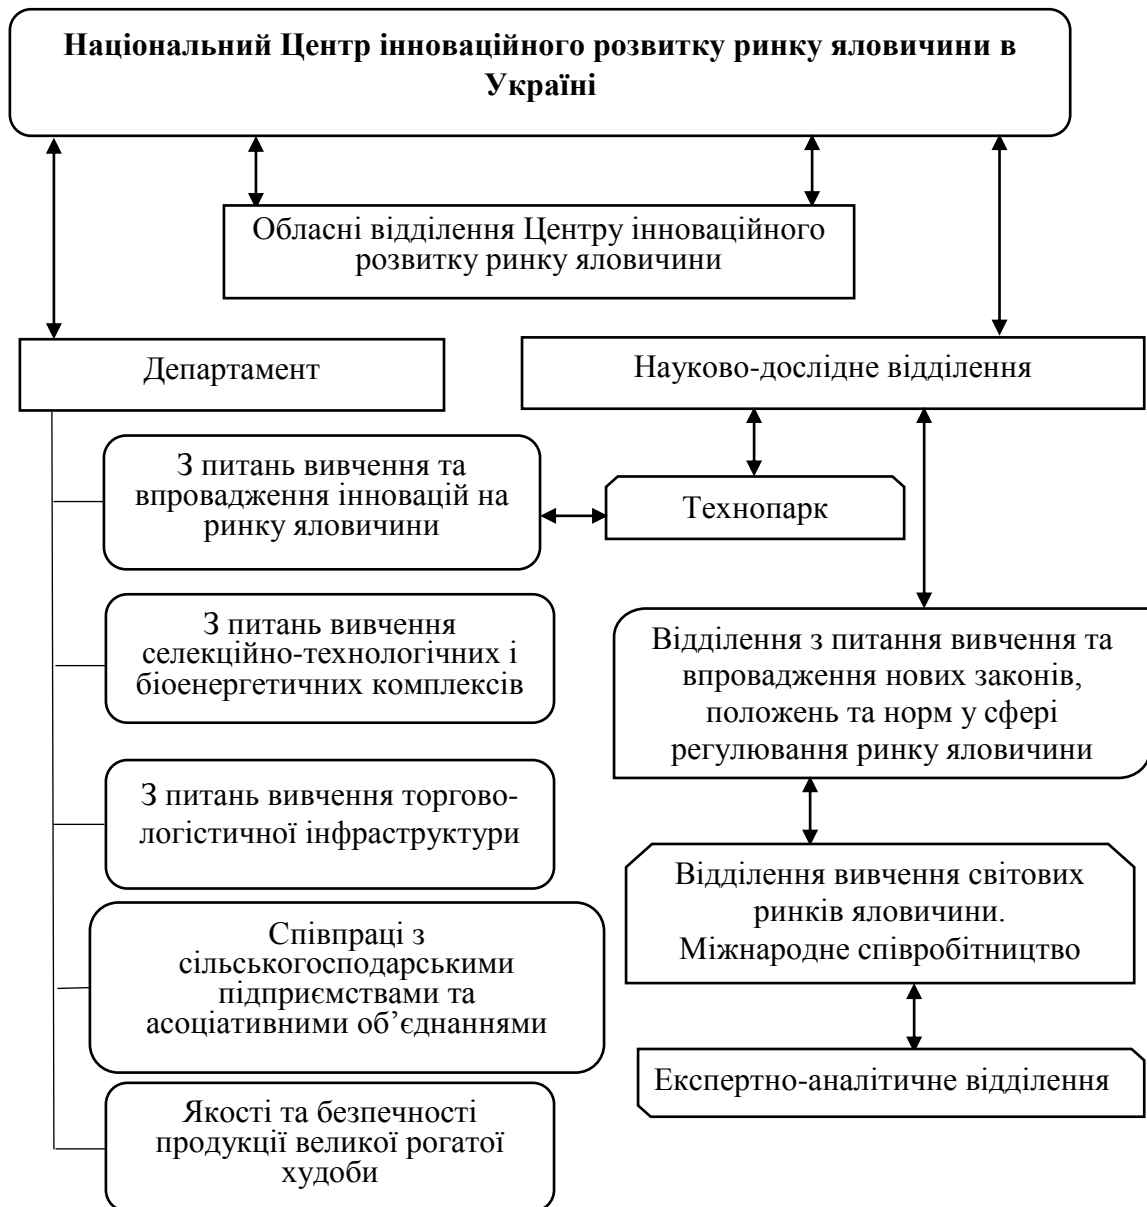 Національний Центр інноваційного розвитку ринку яловичини в
Україні
Обласні відділення Центру інноваційного
розвитку ринку яловичини
Департамент
Науково-дослідне відділення
З питань вивчення та
впровадження інновацій на
ринку яловичини
Технопарк
З питань вивчення
селекційно-технологічних і
біоенергетичних комплексів
Відділення з питання вивчення та
впровадження нових законів,
положень та норм у сфері
регулювання ринку яловичини
З питань вивчення торгово-
логістичної інфраструктури
Відділення вивчення світових
ринків яловичини.
Міжнародне співробітництво
Співпраці з
сільськогосподарськими
підприємствами та
асоціативними об’єднаннями
Експертно-аналітичне відділення
Якості та безпечності
продукції великої рогатої
худоби